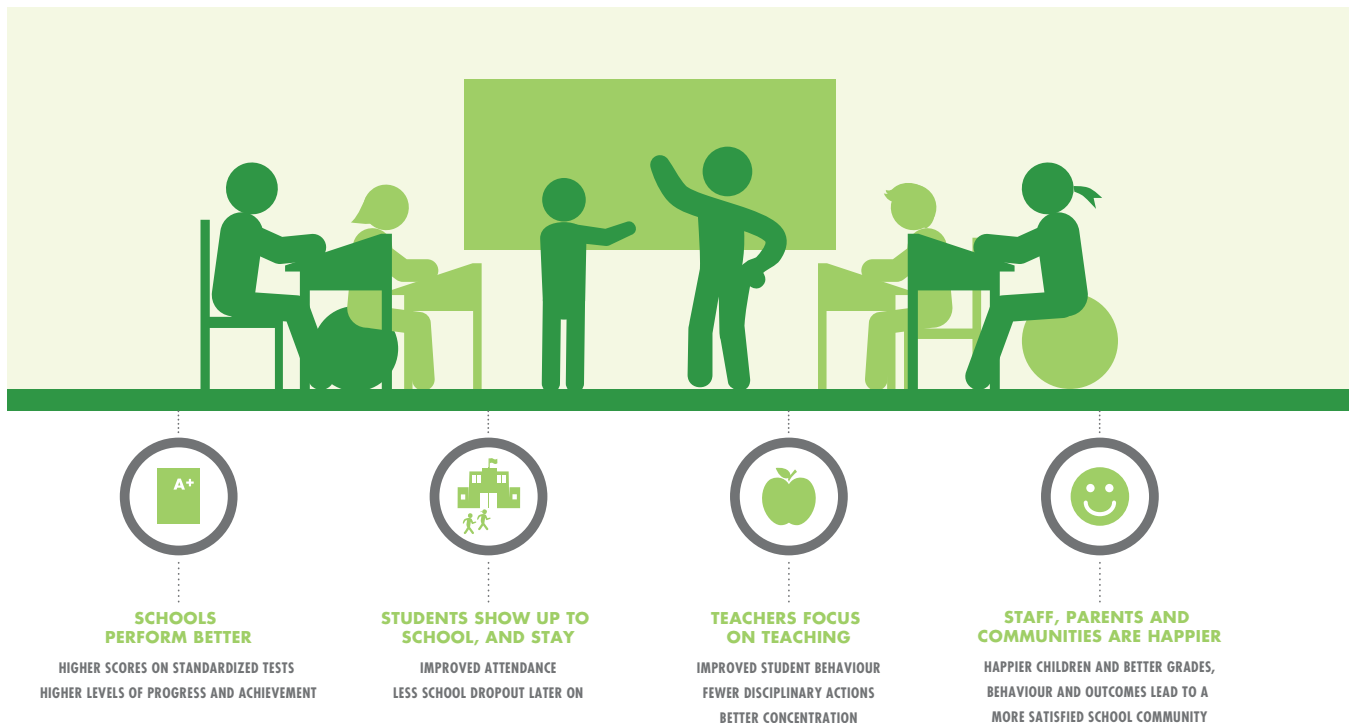 A+
SCHOOLS
PERFORM BETTER
HIGHER SCORES ON STANDARDIZED TESTS
HIGHER LEVELS OF PROGRESS AND ACHIEVEMENT
STUDENTS SHOW UP TO
SCHOOL, AND STAY
IMPROVED ATTENDANCE
LESS SCHOOL DROPOUT LATER ON
TEACHERS FOCUS
ON TEACHING
IMPROVED STUDENT BEHAVIOUR
FEWER DISCIPLINARY ACTIONS
BETTER CONCENTRATION
STAFF, PARENTS AND
COMMUNITIES ARE HAPPIER
HAPPIER CHILDREN AND BETTER GRADES,
BEHAVIOUR AND OUTCOMES LEAD TO A
MORE SATISFIED SCHOOL COMMUNITY